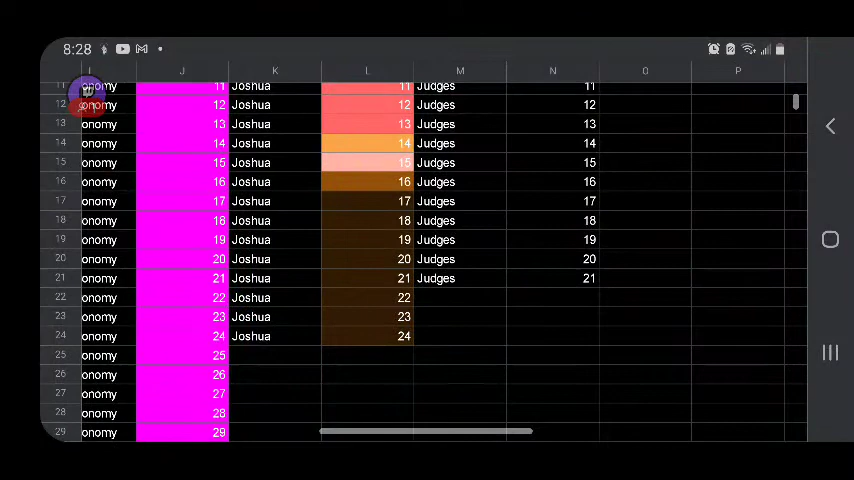 8:28
I J K L M N O P
11 onomy 11 Joshua 11 Judges 11
12 onomy 12 Joshua 12 Judges 12
13 onomy 13 Joshua 13 Judges 13
14 onomy 14 Joshua 14 Judges 14
15 onomy 15 Joshua 15 Judges 15
16 onomy 16 Joshua 16 Judges 16
17 onomy 17 Joshua 17 Judges 17
18 onomy 18 Joshua 18 Judges 18
19 onomy 19 Joshua 19 Judges 19
20 onomy 20 Joshua 20 Judges 20
21 onomy 21 Joshua 21 Judges 21
22 onomy 22 Joshua 22
23 onomy 23 Joshua 23
24 onomy 24 Joshua 24
25 onomy 25
26 onomy 26
27 onomy 27
28 onomy 28
29 onomy 29